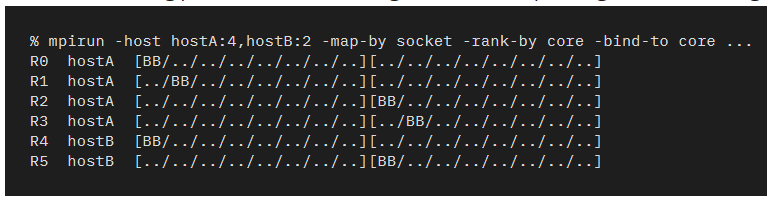 % mpirun -host hostA:4,hostB:2 -map-by socket -rank-by core -bind-to core ...
R0  hostA  [BB/../../../../../../..][../../../../../../../..]
R1  hostA  [../BB/../../../../../..][../../../../../../../..]
R2  hostA  [../../../../../../../..][BB/../../../../../../..]
R3  hostA  [../../../../../../../..][../BB/../../../../../..]
R4  hostB  [BB/../../../../../../..][../../../../../../../..]
R5  hostB  [../../../../../../../..][BB/../../../../../../..]